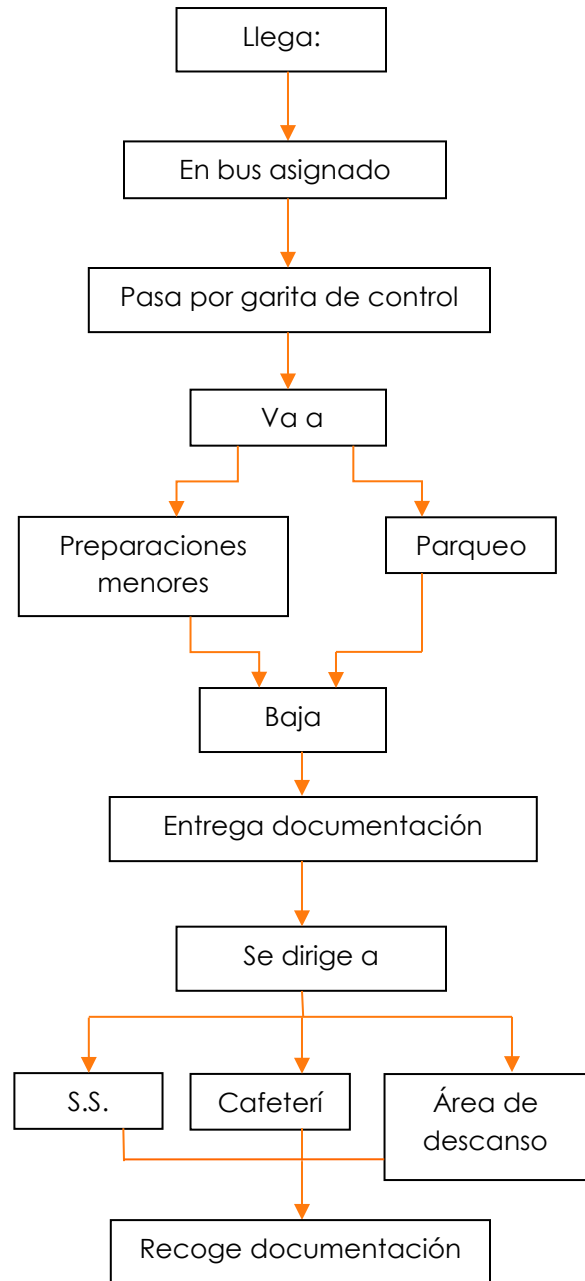 Llega:
En bus asignado
Pasa por garita de control
Va a
Preparaciones
menores
Parqueo
Baja
Entrega documentación
Se dirige a
S.S.
Cafeterí
Área de
descanso
Recoge documentación